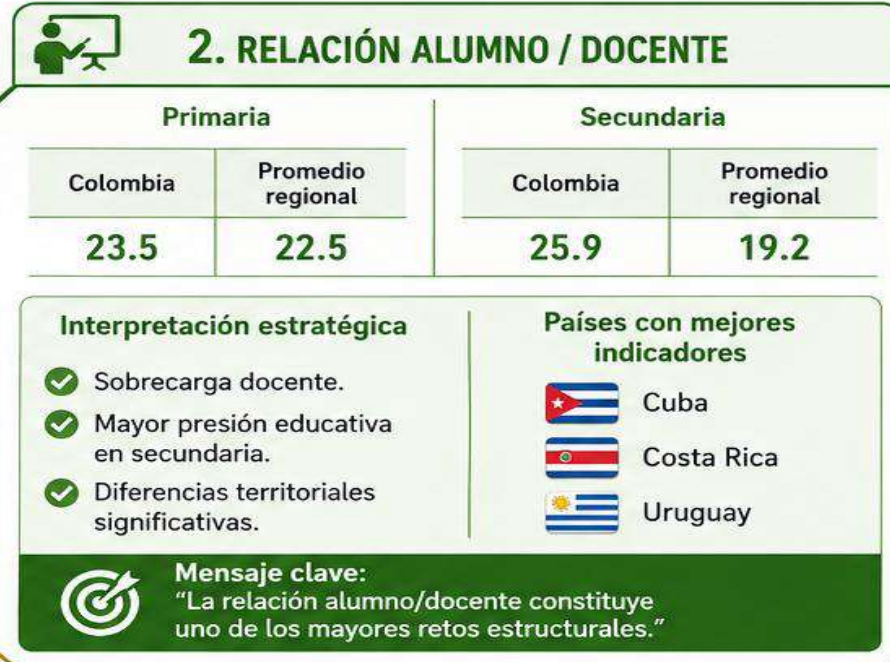 2. RELACIÓN ALUMNO / DOCENTE
Primaria
Colombia
Promedio
regional
23.5
22.5
Secundaria
Colombia
Promedio
regional
25.9
19.2
Interpretación estratégica
Sobrecarga docente.
Mayor presión educativa
en secundaria.
Diferencias territoriales
significativas.
Países con mejores
indicadores
Cuba
Costa Rica
Uruguay
Mensaje clave:
“La relación alumno/docente constituye
uno de los mayores retos estructurales.”